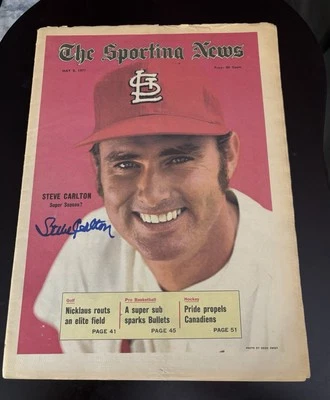 The Sporting News
STL
STEVE CARLTON
Super Season?
Steve Carlton
Golf
Nicklaus routs
an elite field
PAGE 41
Pro Basketball
A super sub
sparks Bullets
PAGE 45
Hockey
Pride propels
Canadiens
PAGE 51